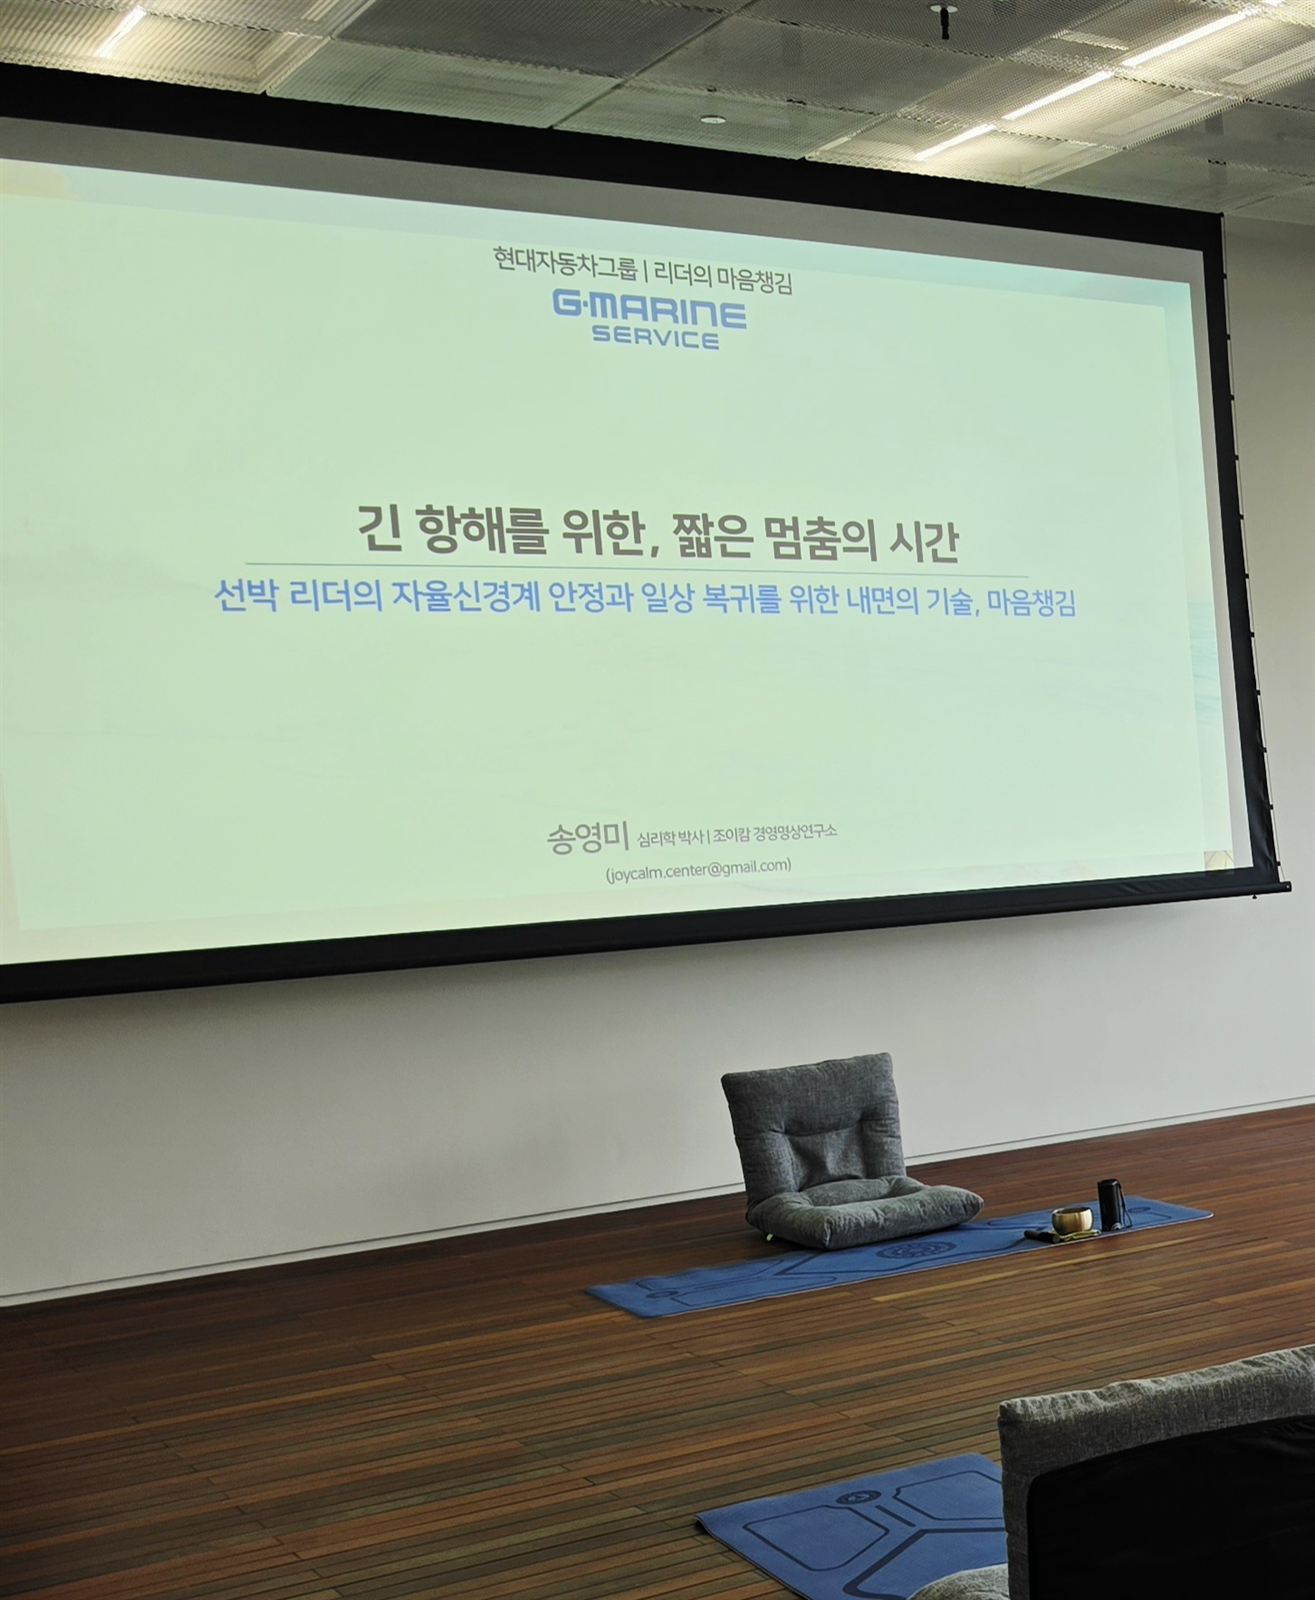 현대자동차그룹 | 리더의 마음챙김
G·MARINE
SERVICE
긴 항해를 위한, 짧은 멈춤의 시간
선박 리더의 자율신경계 안정과 일상 복귀를 위한 내면의 기술, 마음챙김
송영미 심리학 박사 | 조이캄 경영명상연구소
(joycalm.center@gmail.com)